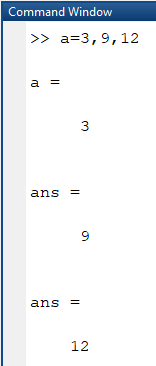 Command Window
>> a=3,9,12
a =
3
ans =
9
ans =
12